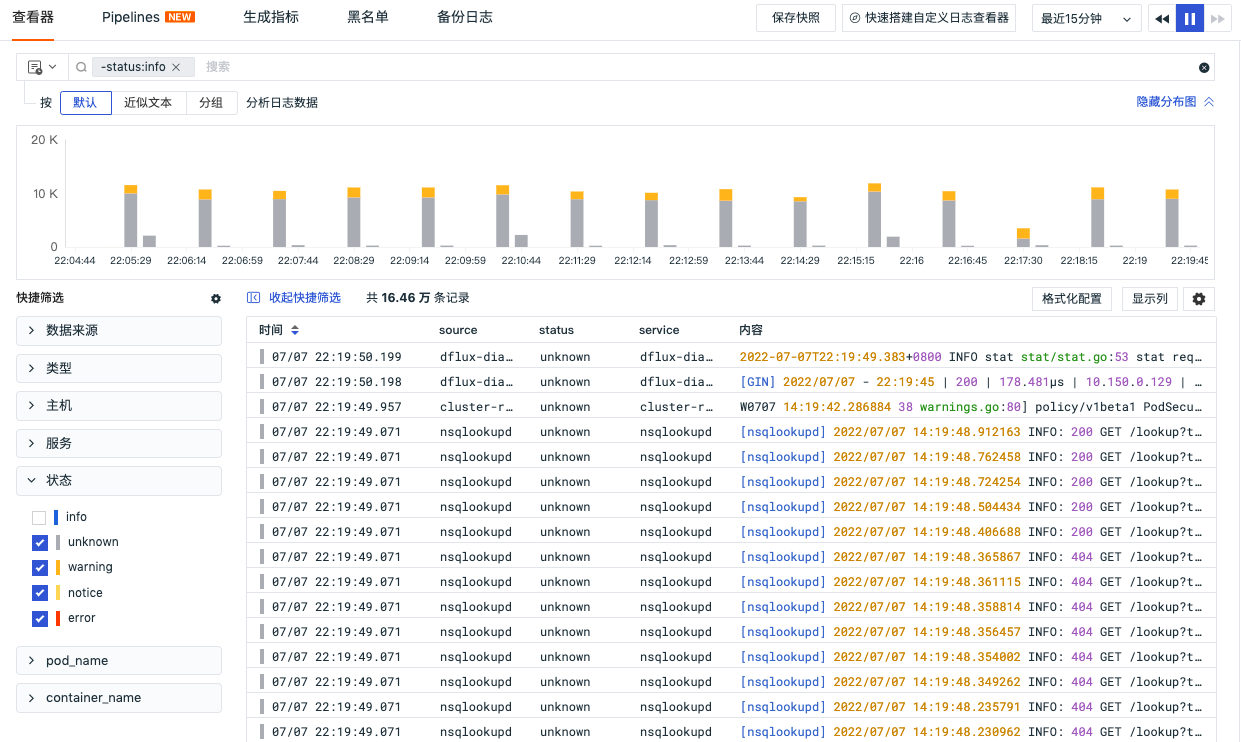 查看器 Pipelines NEW 生成指标 黑名单 备份日志 保存快照 快速搭建自定义日志查看器 最近15分钟
-status:info 搜索
按 默认 近似文本 分组 分析日志数据 隐藏分布图
20 K
10 K
0
22:04:44 22:05:29 22:06:14 22:06:59 22:07:44 22:08:29 22:09:14 22:09:59 22:10:44 22:11:29 22:12:14 22:12:59 22:13:44 22:14:29 22:15:15 22:16 22:16:45 22:17:30 22:18:15 22:19 22:19:45
快捷筛选 收起快捷筛选 共 16.46 万 条记录 格式化配置 显示列
数据来源
类型
主机
服务
状态
info
unknown
warning
notice
error
pod_name
container_name
时间 source status service 内容
07/07 22:19:50.199 dflux-dia… unknown dflux-dia… 2022-07-07T22:19:49.383+0800 INFO stat stat/stat.go:53 stat req…
07/07 22:19:50.198 dflux-dia… unknown dflux-dia… [GIN] 2022/07/07 - 22:19:45 | 200 | 178.481µs | 10.150.0.129 | …
07/07 22:19:49.957 cluster-r… unknown cluster-r… W0707 14:19:42.286884 38 warnings.go:80] policy/v1beta1 PodSecu…
07/07 22:19:49.071 nsqlookupd unknown nsqlookupd [nsqlookupd] 2022/07/07 14:19:48.912163 INFO: 200 GET /lookup?t…
07/07 22:19:49.071 nsqlookupd unknown nsqlookupd [nsqlookupd] 2022/07/07 14:19:48.762458 INFO: 200 GET /lookup?t…
07/07 22:19:49.071 nsqlookupd unknown nsqlookupd [nsqlookupd] 2022/07/07 14:19:48.724254 INFO: 200 GET /lookup?t…
07/07 22:19:49.071 nsqlookupd unknown nsqlookupd [nsqlookupd] 2022/07/07 14:19:48.504434 INFO: 200 GET /lookup?t…
07/07 22:19:49.071 nsqlookupd unknown nsqlookupd [nsqlookupd] 2022/07/07 14:19:48.406688 INFO: 200 GET /lookup?t…
07/07 22:19:49.071 nsqlookupd unknown nsqlookupd [nsqlookupd] 2022/07/07 14:19:48.365867 INFO: 404 GET /lookup?t…
07/07 22:19:49.071 nsqlookupd unknown nsqlookupd [nsqlookupd] 2022/07/07 14:19:48.361115 INFO: 404 GET /lookup?t…
07/07 22:19:49.071 nsqlookupd unknown nsqlookupd [nsqlookupd] 2022/07/07 14:19:48.358814 INFO: 404 GET /lookup?t…
07/07 22:19:49.071 nsqlookupd unknown nsqlookupd [nsqlookupd] 2022/07/07 14:19:48.356457 INFO: 404 GET /lookup?t…
07/07 22:19:49.071 nsqlookupd unknown nsqlookupd [nsqlookupd] 2022/07/07 14:19:48.354002 INFO: 404 GET /lookup?t…
07/07 22:19:49.071 nsqlookupd unknown nsqlookupd [nsqlookupd] 2022/07/07 14:19:48.349262 INFO: 404 GET /lookup?t…
07/07 22:19:49.071 nsqlookupd unknown nsqlookupd [nsqlookupd] 2022/07/07 14:19:48.235791 INFO: 404 GET /lookup?t…
07/07 22:19:49.071 nsqlookupd unknown nsqlookupd [nsqlookupd] 2022/07/07 14:19:48.230962 INFO: 404 GET /lookup?t…